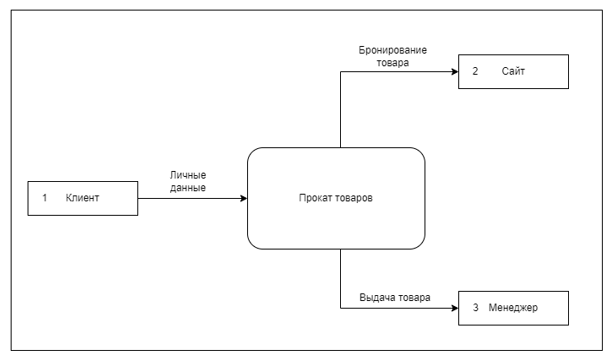 Бронирование
товара
2 Сайт
Личные
данные
1 Клиент
Прокат товаров
Выдача товара
3 Менеджер